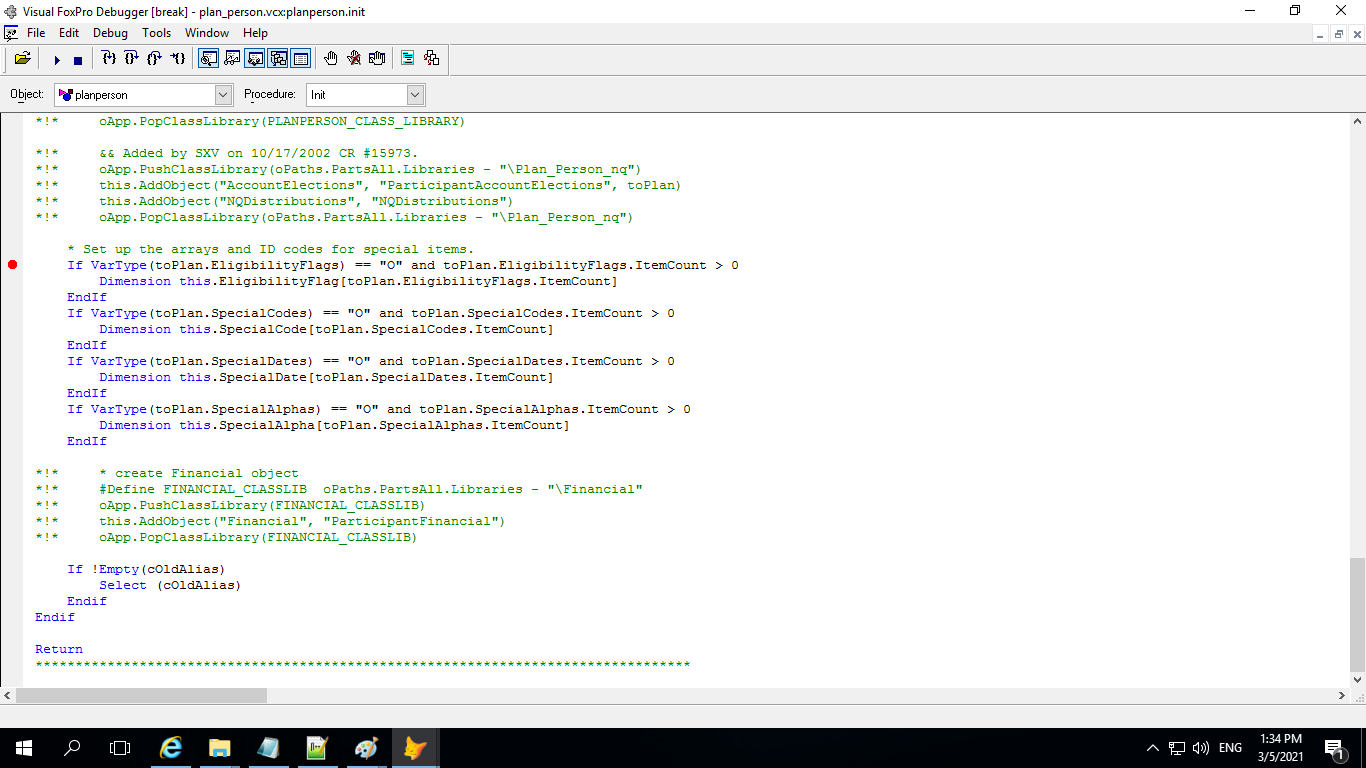 Visual FoxPro Debugger [break] - plan_person.vcx:planperson.init
File Edit Debug Tools Window Help
Object: planperson Procedure: Init
*!*     oApp.PopClassLibrary(PLANPERSON_CLASS_LIBRARY)
*!*     && Added by SXV on 10/17/2002 CR #15973.
*!*     oApp.PushClassLibrary(oPaths.PartsAll.Libraries - "\Plan_Person_nq")
*!*     this.AddObject("AccountElections", "ParticipantAccountElections", toPlan)
*!*     this.AddObject("NQDistributions", "NQDistributions")
*!*     oApp.PopClassLibrary(oPaths.PartsAll.Libraries - "\Plan_Person_nq")
    * Set up the arrays and ID codes for special items.
    If VarType(toPlan.EligibilityFlags) == "O" and toPlan.EligibilityFlags.ItemCount > 0
        Dimension this.EligibilityFlag[toPlan.EligibilityFlags.ItemCount]
    EndIf
    If VarType(toPlan.SpecialCodes) == "O" and toPlan.SpecialCodes.ItemCount > 0
        Dimension this.SpecialCode[toPlan.SpecialCodes.ItemCount]
    EndIf
    If VarType(toPlan.SpecialDates) == "O" and toPlan.SpecialDates.ItemCount > 0
        Dimension this.SpecialDate[toPlan.SpecialDates.ItemCount]
    EndIf
    If VarType(toPlan.SpecialAlphas) == "O" and toPlan.SpecialAlphas.ItemCount > 0
        Dimension this.SpecialAlpha[toPlan.SpecialAlphas.ItemCount]
    EndIf
*!*     * create Financial object
*!*     #Define FINANCIAL_CLASSLIB  oPaths.PartsAll.Libraries - "\Financial"
*!*     oApp.PushClassLibrary(FINANCIAL_CLASSLIB)
*!*     this.AddObject("Financial", "ParticipantFinancial")
*!*     oApp.PopClassLibrary(FINANCIAL_CLASSLIB)
    If !Empty(cOldAlias)
        Select (cOldAlias)
    Endif
Endif
Return
**********************************************************************************
ENG
1:34 PM
3/5/2021
1